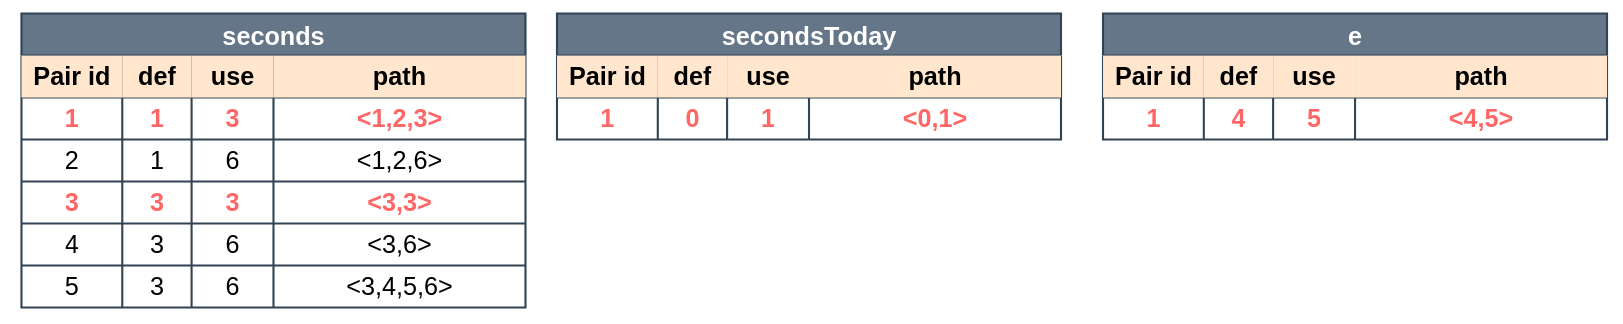 seconds
Pair id def use path
1 1 3 <1,2,3>
2 1 6 <1,2,6>
3 3 3 <3,3>
4 3 6 <3,6>
5 3 6 <3,4,5,6>
secondsToday
Pair id def use path
1 0 1 <0,1>
e
Pair id def use path
1 4 5 <4,5>